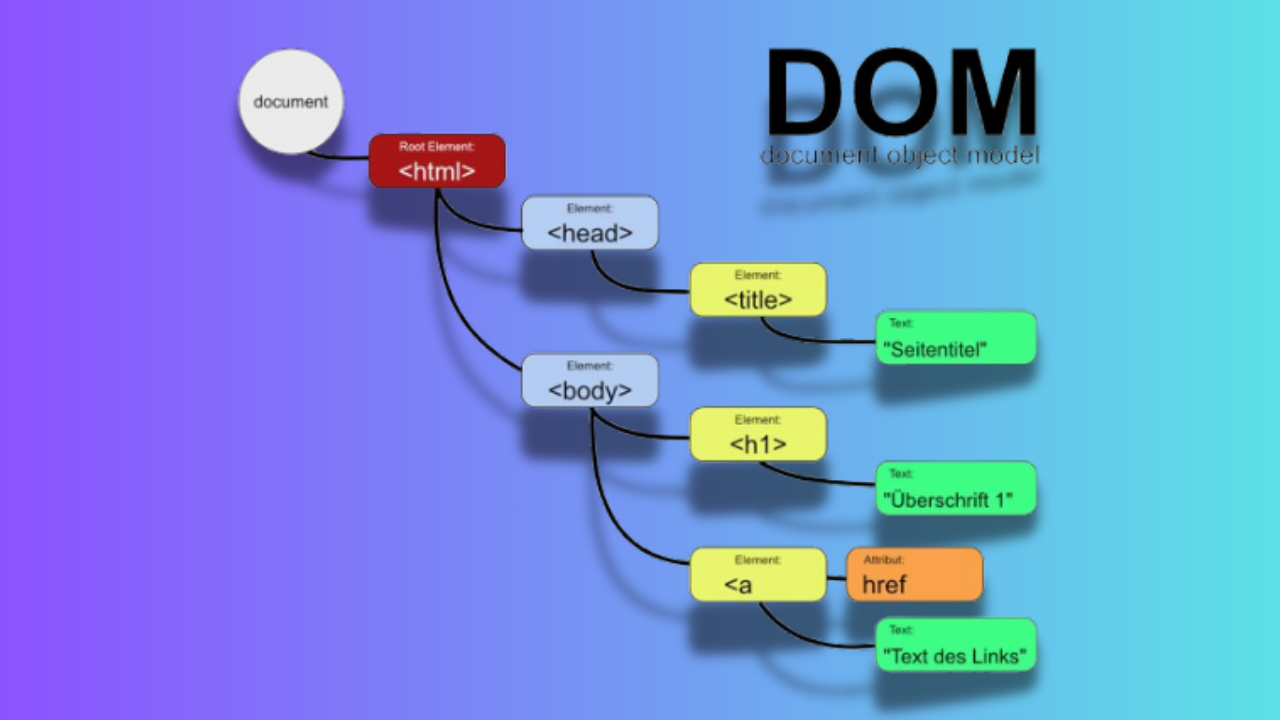 document
DOM
document object model
Root Element:
<html>
Element:
<head>
Element:
<title>
Text:
"Seitentitel"
Element:
<body>
Element:
<h1>
Text:
"Überschrift 1"
Element:
<a
Attribut:
href
Text:
"Text des Links"